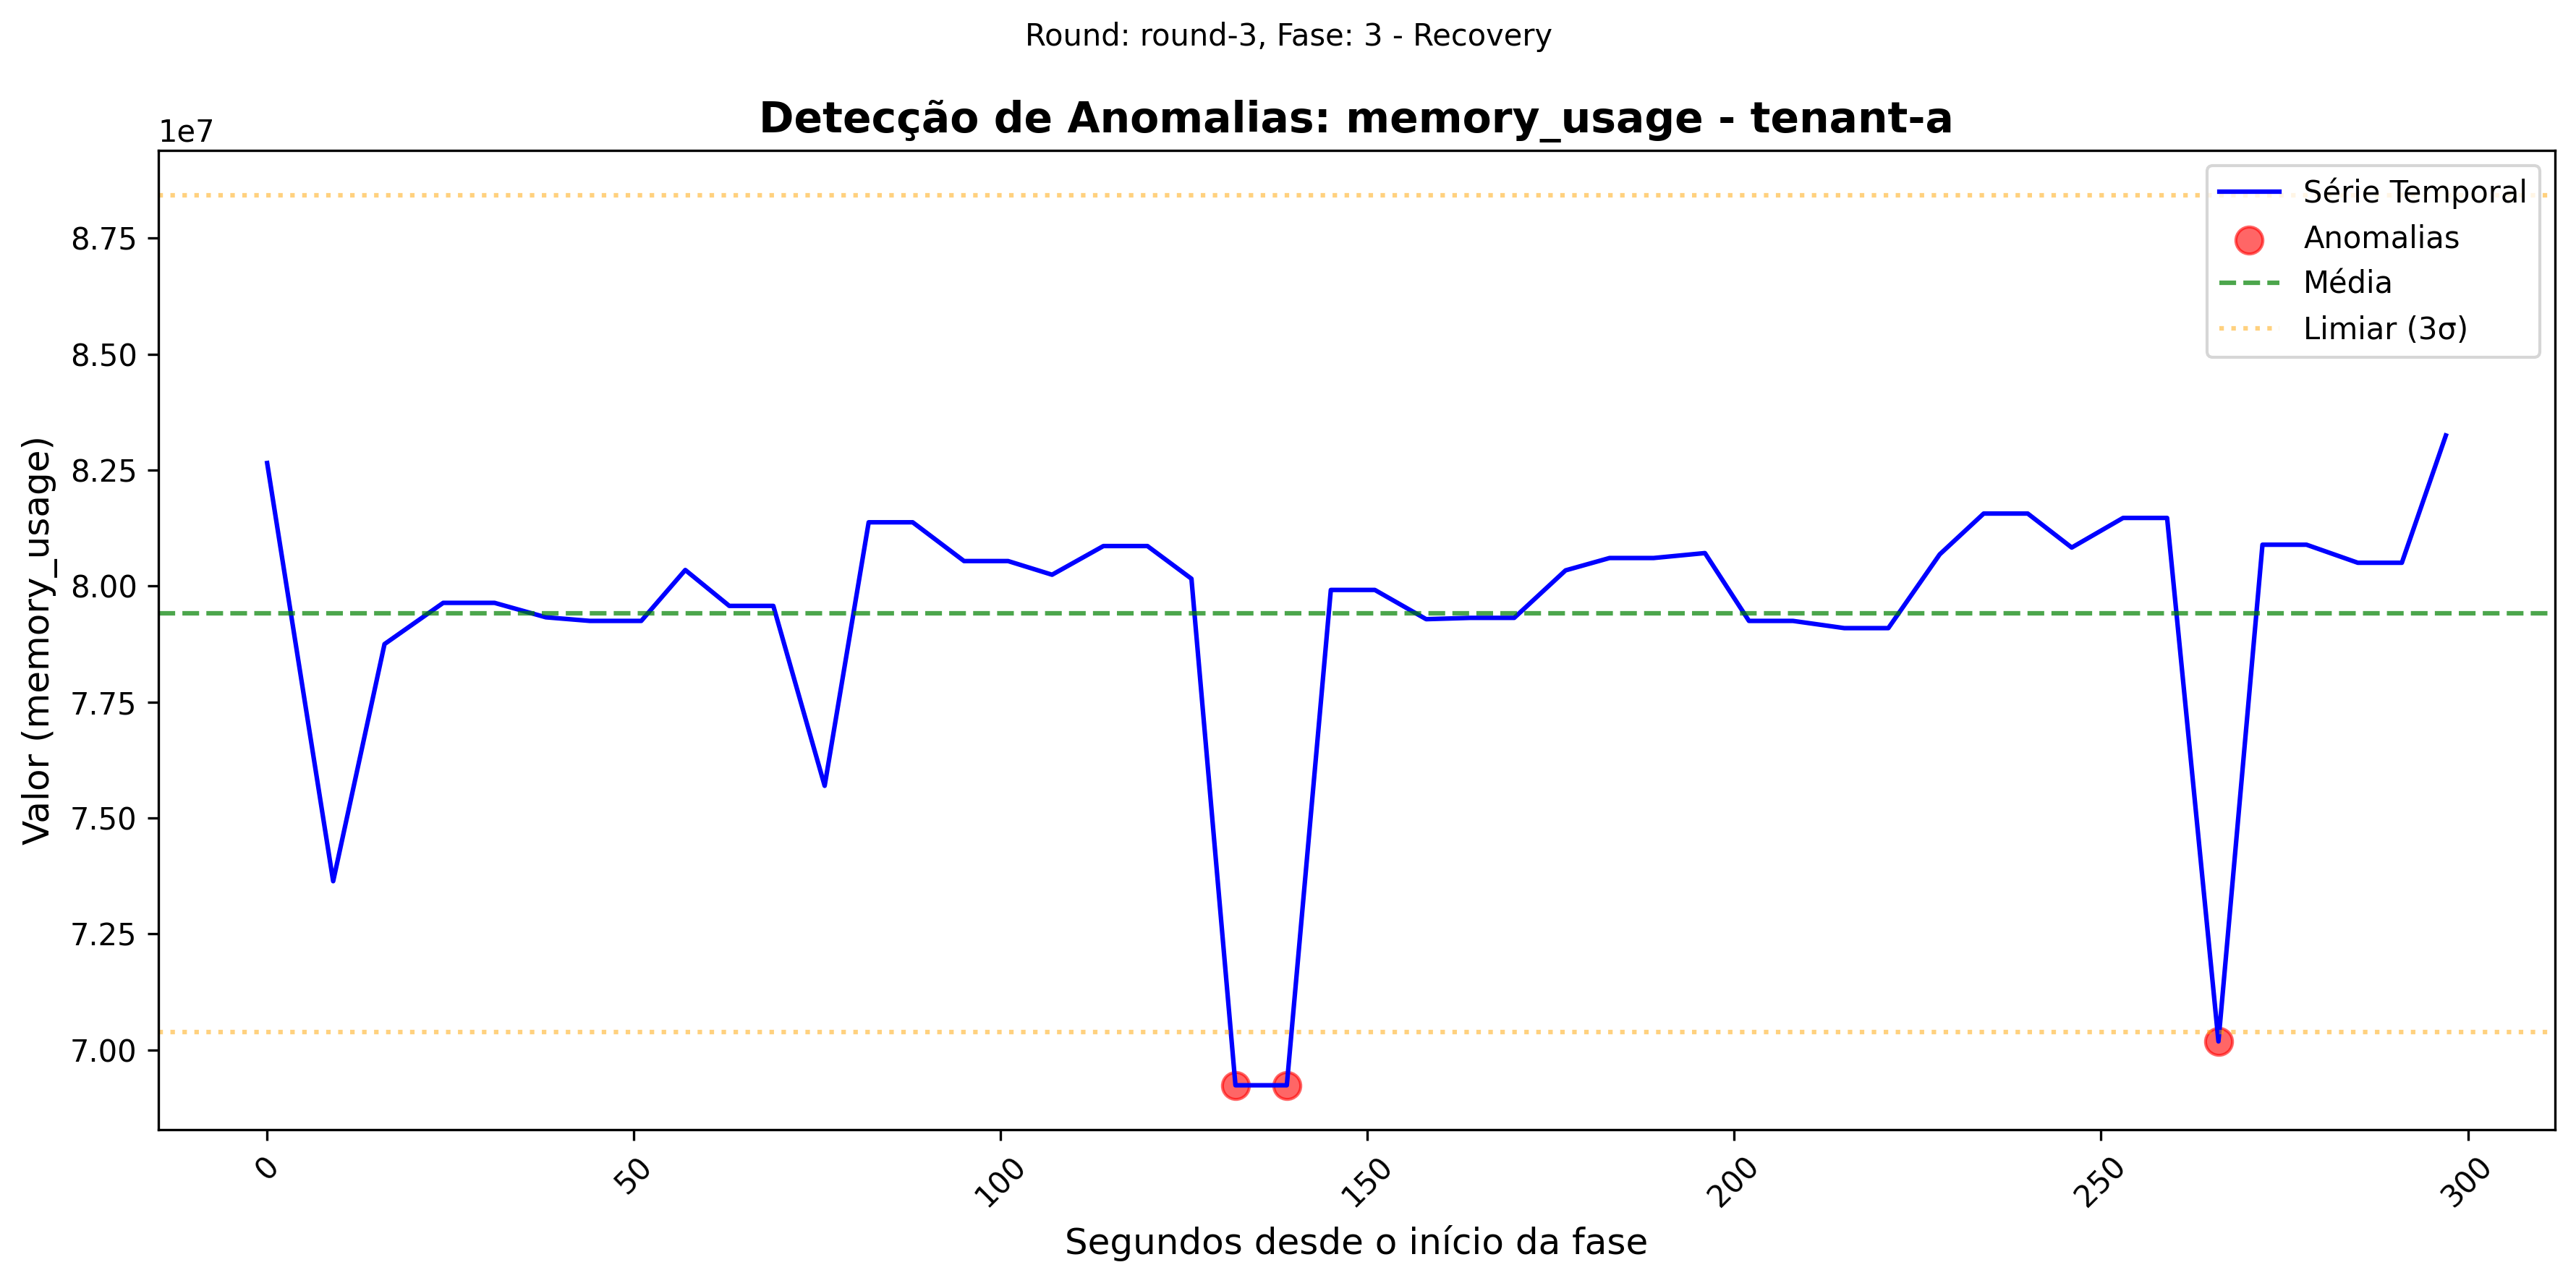 Round: round-3, Fase: 3 - Recovery
Detecção de Anomalias: memory_usage - tenant-a
1e7
Série Temporal
Anomalias
Média
Limiar (3σ)
8.75
8.50
8.25
8.00
7.75
7.50
7.25
7.00
Valor (memory_usage)
0
50
100
150
200
250
300
Segundos desde o início da fase